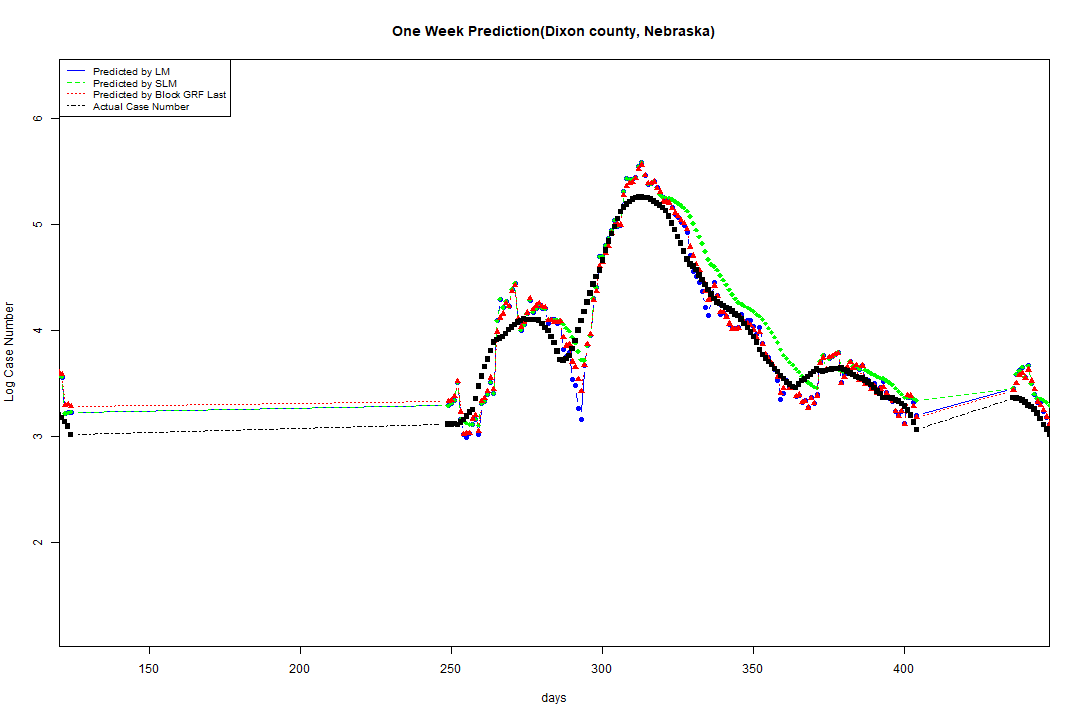 One Week Prediction(Dixon county, Nebraska)
Predicted by LM
Predicted by SLM
Predicted by Block GRF Last
Actual Case Number
Log Case Number
6
5
4
3
2
150 200 250 300 350 400
days